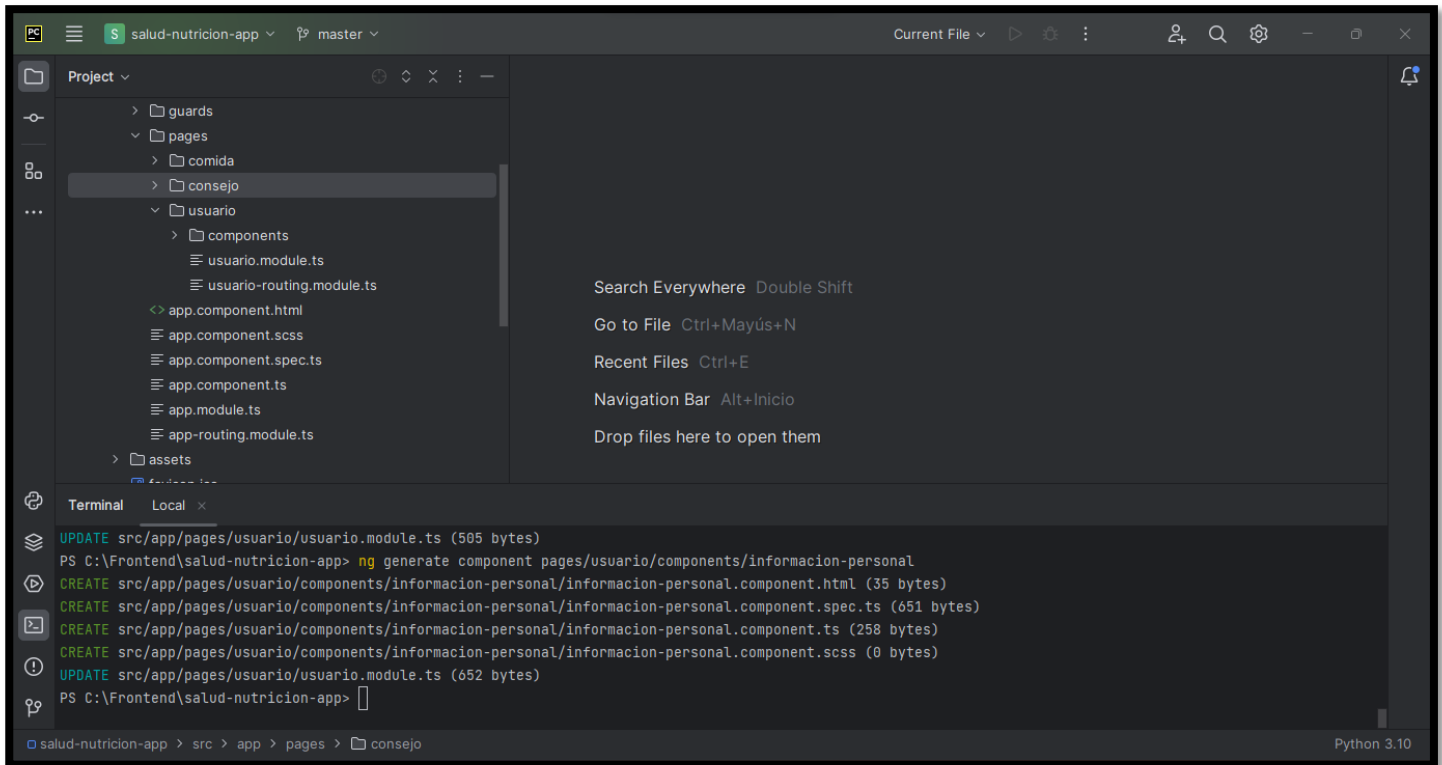 PC S salud-nutricion-app master Current File
Project
guards
pages
comida
consejo
usuario
components
usuario.module.ts
usuario-routing.module.ts
app.component.html
app.component.scss
app.component.spec.ts
app.component.ts
app.module.ts
app-routing.module.ts
assets
Search Everywhere Double Shift
Go to File Ctrl+Mayús+N
Recent Files Ctrl+E
Navigation Bar Alt+Inicio
Drop files here to open them
Terminal Local
UPDATE src/app/pages/usuario/usuario.module.ts (505 bytes)
PS C:\Frontend\salud-nutricion-app> ng generate component pages/usuario/components/informacion-personal
CREATE src/app/pages/usuario/components/informacion-personal/informacion-personal.component.html (35 bytes)
CREATE src/app/pages/usuario/components/informacion-personal/informacion-personal.component.spec.ts (651 bytes)
CREATE src/app/pages/usuario/components/informacion-personal/informacion-personal.component.ts (258 bytes)
CREATE src/app/pages/usuario/components/informacion-personal/informacion-personal.component.scss (0 bytes)
UPDATE src/app/pages/usuario/usuario.module.ts (652 bytes)
PS C:\Frontend\salud-nutricion-app>
salud-nutricion-app > src > app > pages > consejo Python 3.10